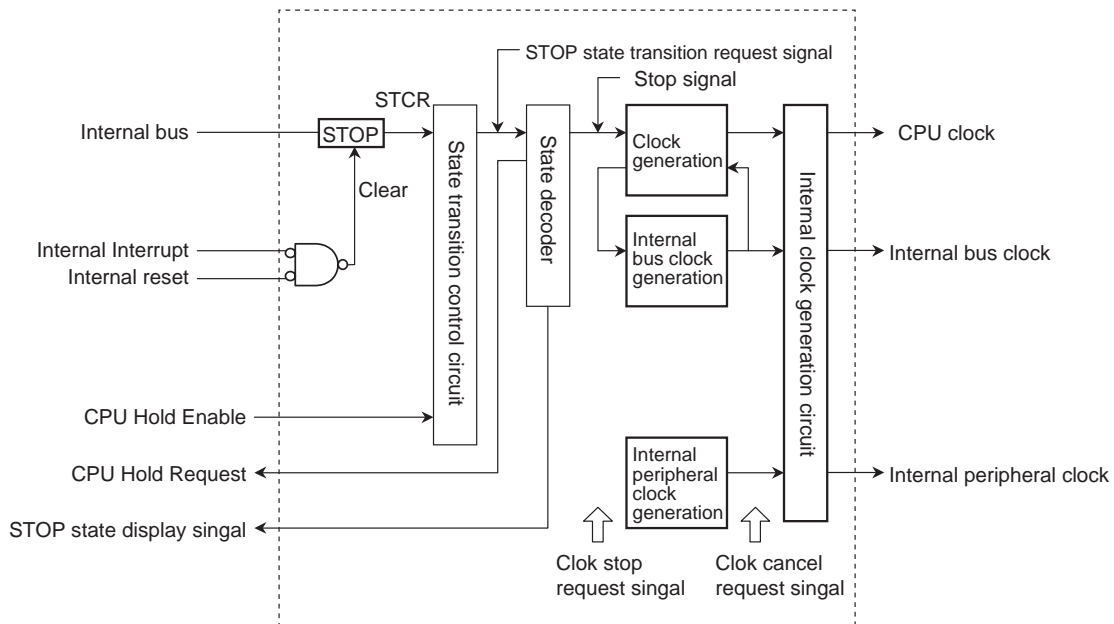 STOP state transition request signal
Stop signal
STCR
Internal bus
STOP
Clear
Internal Interrupt
Internal reset
CPU Hold Enable
CPU Hold Request
STOP state display singal
State transition control circuit
State decoder
Clock
generation
Internal
bus clock
generation
Internal
peripheral
clock
generation
Internal clock generation circuit
CPU clock
Internal bus clock
Internal peripheral clock
Clok stop
request singal
Clok cancel
request singal